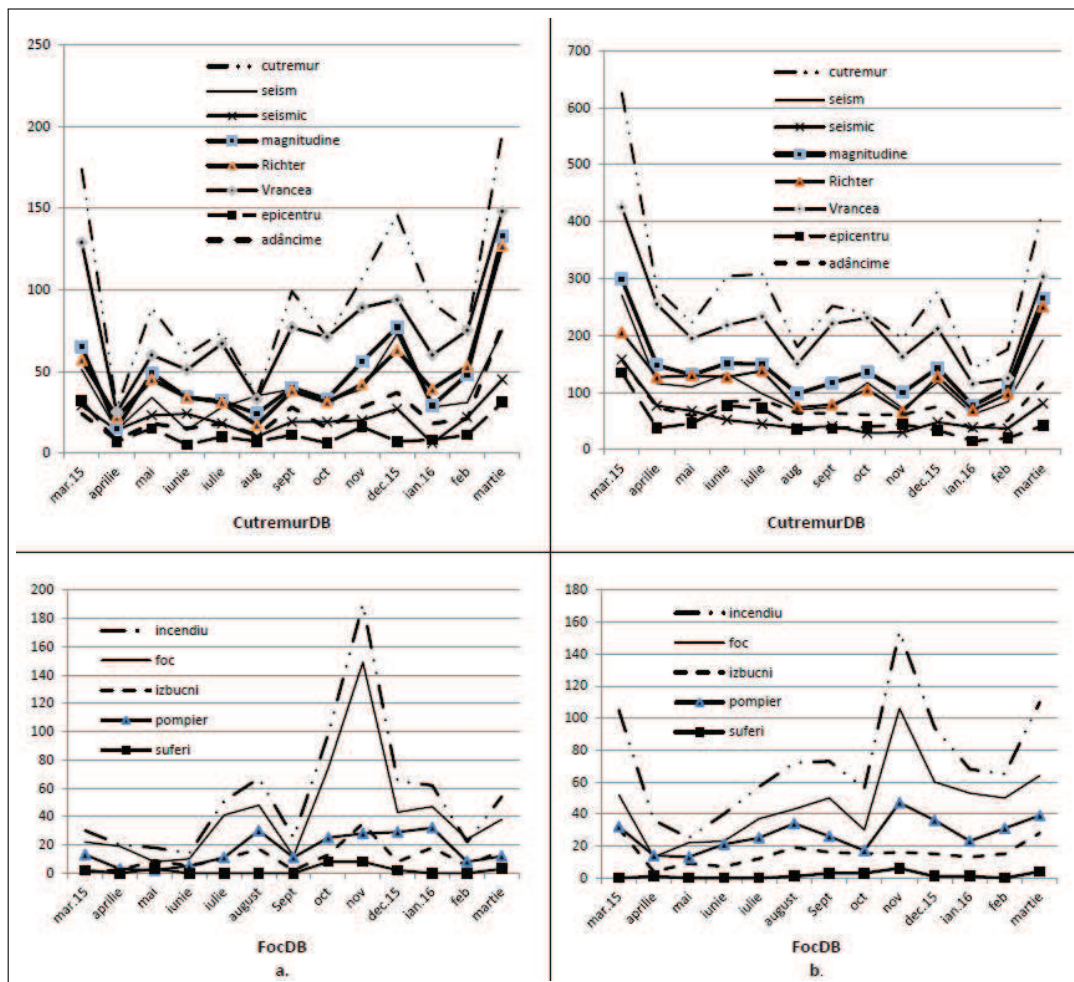 250
200
150
100
50
0
cutremur
seism
seismic
magnitudine
Richter
Vrancea
epicentru
adâncime
mar.15 aprilie mai iunie iulie aug sept oct nov dec.15 ian.16 feb martie
CutremurDB
700
600
500
400
300
200
100
0
cutremur
seism
seismic
magnitudine
Richter
Vrancea
epicentru
adâncime
mar.15 aprilie mai iunie iulie aug sept oct nov dec.15 ian.16 feb martie
CutremurDB
200
180
160
140
120
100
80
60
40
20
0
incendiu
foc
izbucni
pompier
suferi
mar.15 aprilie mai iunie iulie august Sept oct nov dec.15 ian.16 feb martie
FocDB
a.
180
160
140
120
100
80
60
40
20
0
incendiu
foc
izbucni
pompier
suferi
mar.15 aprilie mai iunie iulie august Sept oct nov dec.15 ian.16 feb martie
FocDB
b.